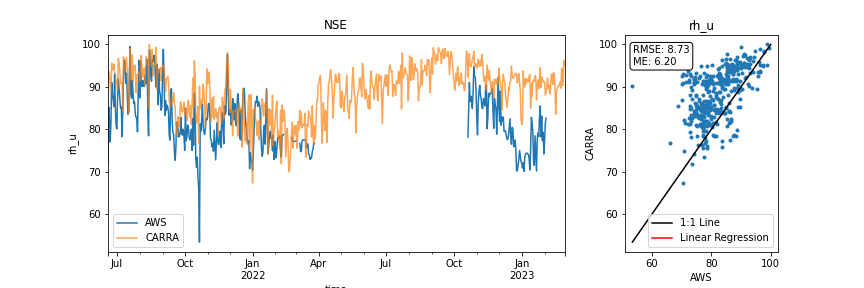 NSE
rh_u
100
90
80
70
60
rh_u
AWS
CARRA
Jul
Oct
Jan
2022
Apr
Jul
Oct
Jan
2023
time
RMSE: 8.73
ME: 6.20
100
90
80
70
60
CARRA
1:1 Line
Linear Regression
60
80
100
AWS